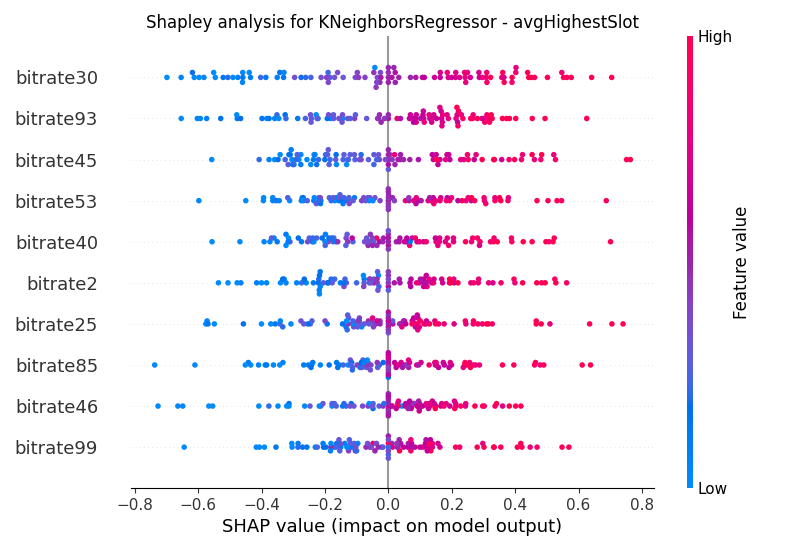 Shapley analysis for KNeighborsRegressor - avgHighestSlot
High
bitrate30
bitrate93
bitrate45
bitrate53
bitrate40
bitrate2
bitrate25
bitrate85
bitrate46
bitrate99
Feature value
Low
−0.8 −0.6 −0.4 −0.2 0.0 0.2 0.4 0.6 0.8
SHAP value (impact on model output)